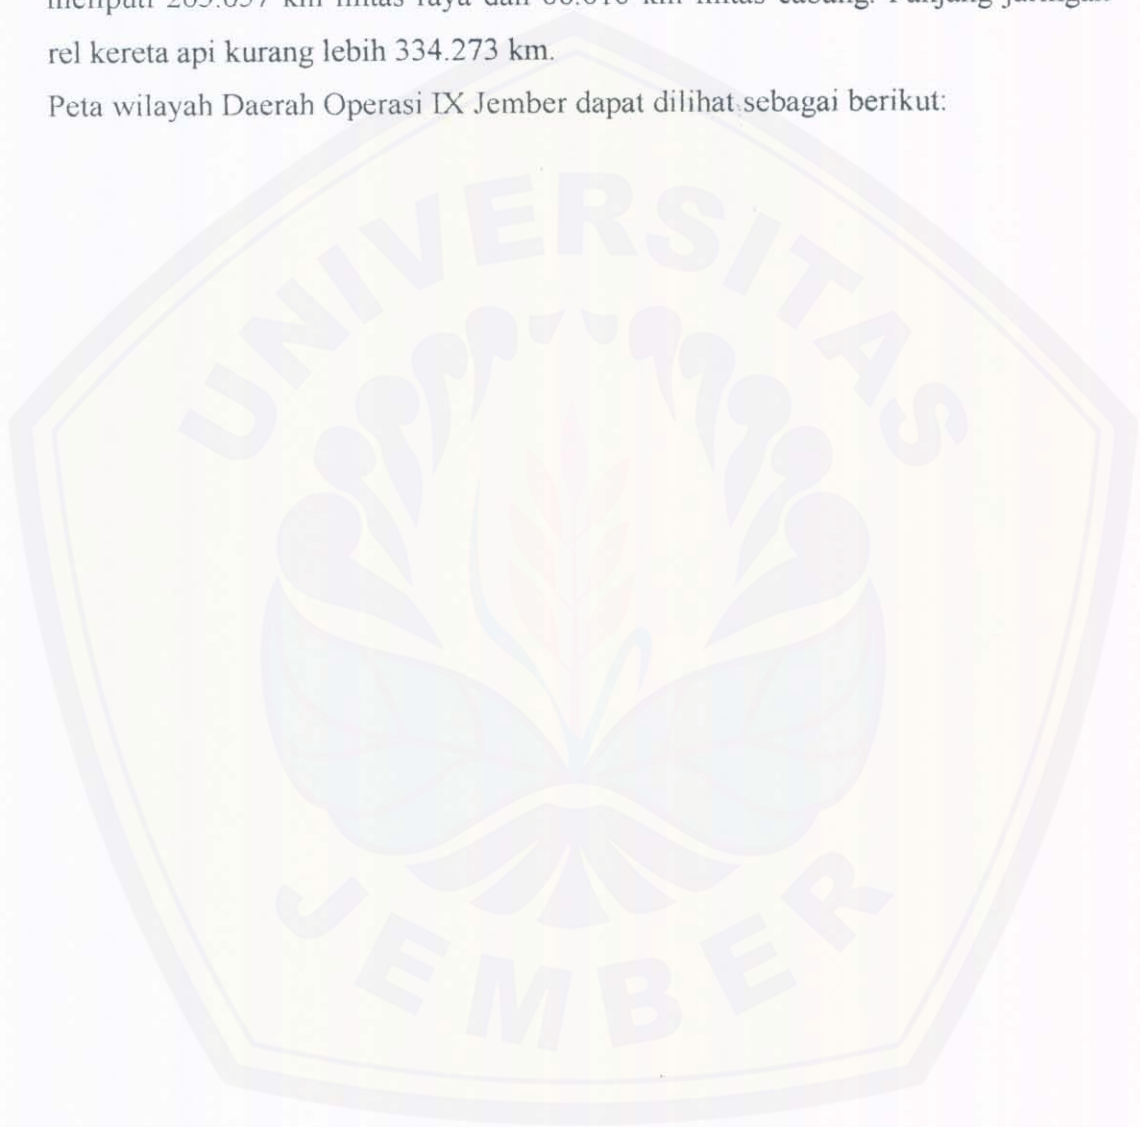 rel kereta api kurang lebih 334.273 km.
Peta wilayah Daerah Operasi IX Jember dapat dilihat sebagai berikut:
UNIVERSITAS
JEMBER